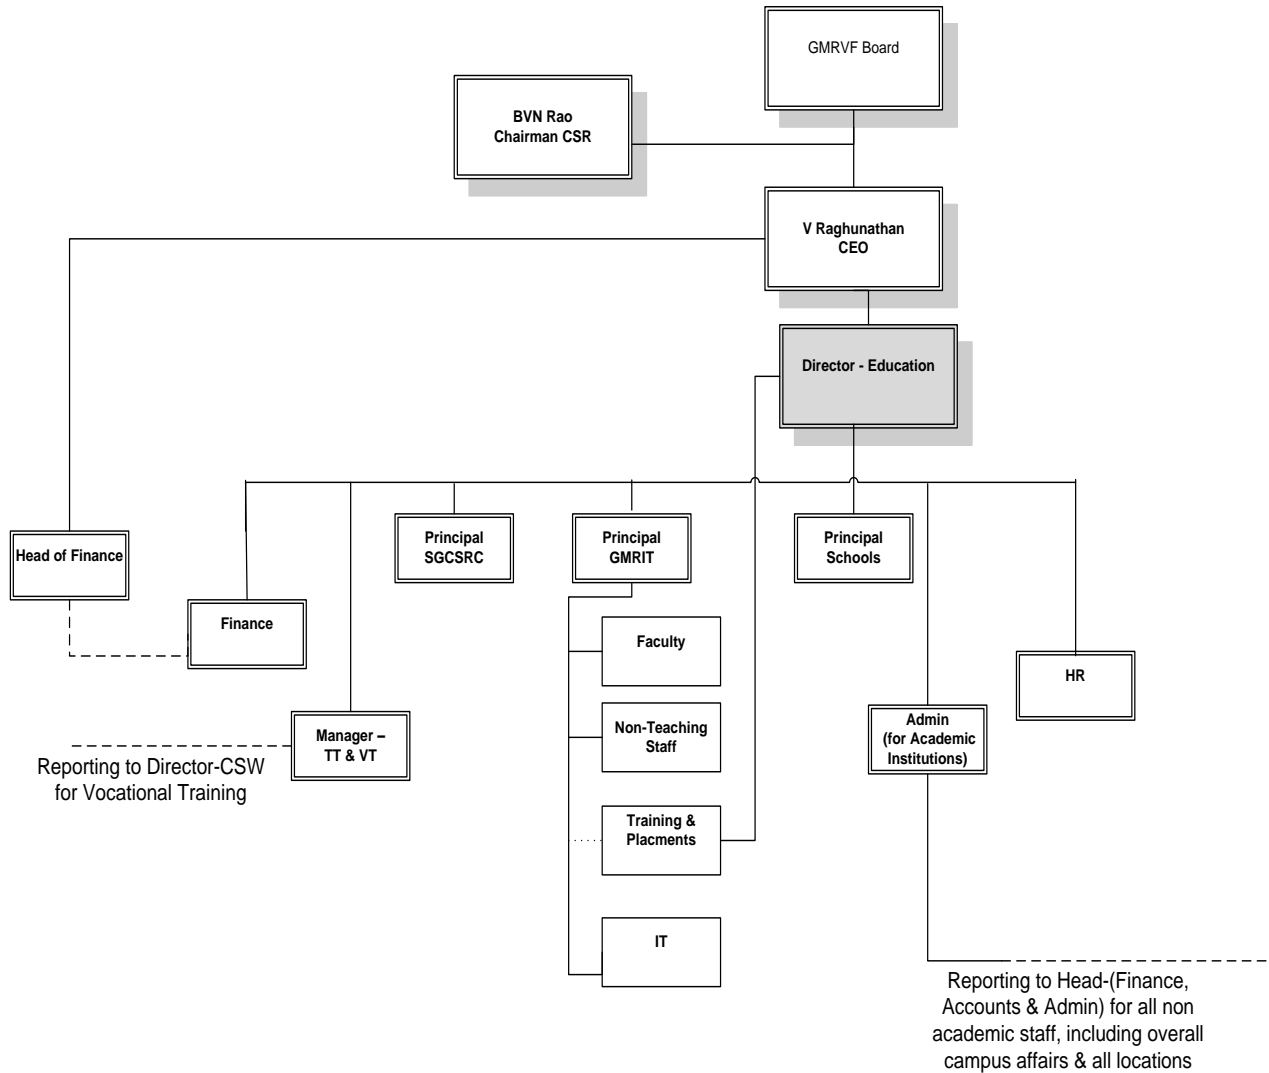 GMRVF Board
BVN Rao
Chairman CSR
V Raghunathan
CEO
Director - Education
Head of Finance
Finance
Manager –
TT & VT
Reporting to Director-CSW
for Vocational Training
Principal
SGCSRC
Principal
GMRIT
Faculty
Non-Teaching
Staff
Training &
Placments
IT
Principal
Schools
Admin
(for Academic
Institutions)
HR
Reporting to Head-(Finance,
Accounts & Admin) for all non
academic staff, including overall
campus affairs & all locations